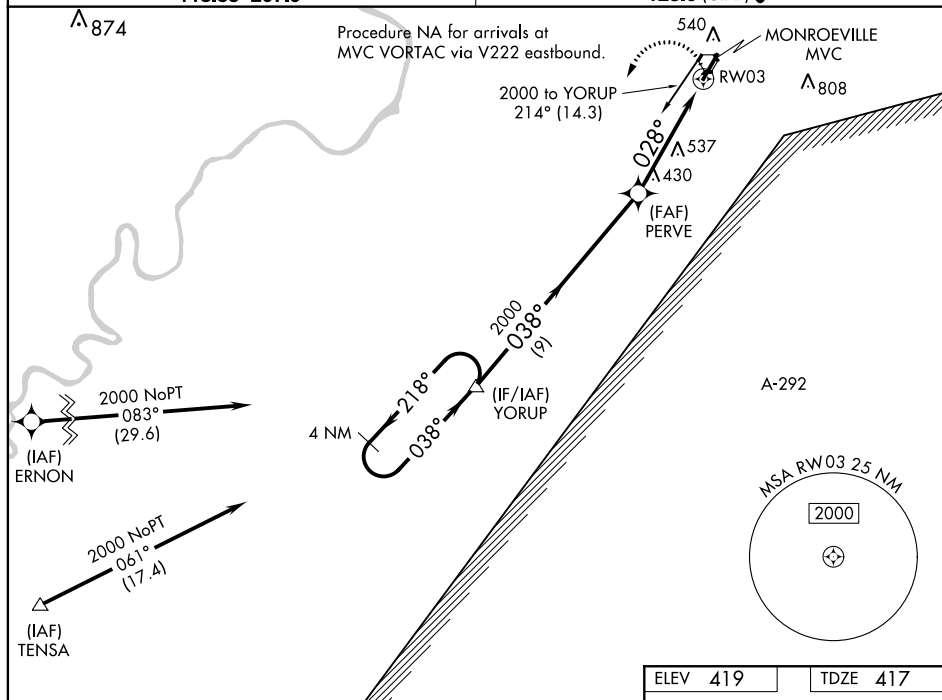 874
Procedure NA for arrivals at
MVC VORTAC via V222 eastbound.
540
MONROEVILLE
MVC
RW03
808
2000 to YORUP
214° (14.3)
028°
537
430
(FAF)
PERVE
2000
038°
(9)
A-292
2000 NoPT
083°
(29.6)
(IAF)
ERNON
218°
038°
4 NM
(IF/IAF)
YORUP
MSA RW03 25 NM
2000
2000 NoPT
061°
(17.4)
(IAF)
TENSA
ELEV 419
TDZE 417